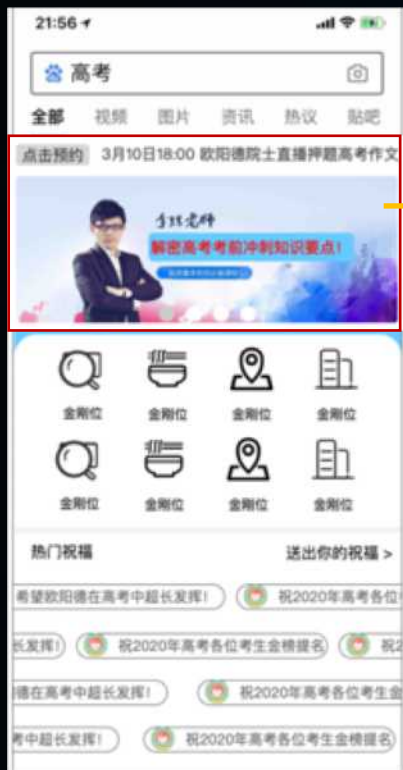 21:56
高考
全部 视频 图片 资讯 热议 贴吧
点击预约 3月10日18:00 欧阳德院士直播押题高考作文
解密高考考前冲刺知识要点!
金刚位 金刚位 金刚位 金刚位
金刚位 金刚位 金刚位 金刚位
热门祝福 送出你的祝福 >
希望欧阳德在高考中超长发挥! 祝2020年高考各位
长发挥! 祝2020年高考各位考生金榜提名 祝2
德在高考中超长发挥! 祝2020年高考各位考生金
考中超长发挥! 祝2020年高考各位考生金榜提名